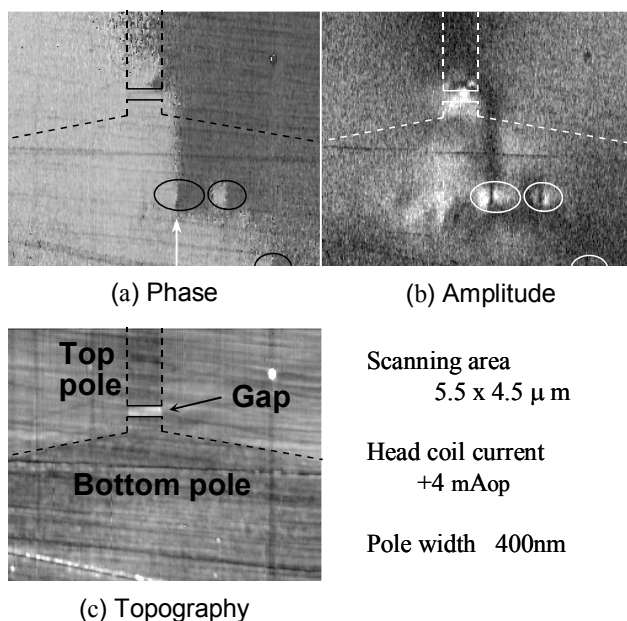 (a) Phase
(b) Amplitude
Top
pole
Gap
Bottom pole
(c) Topography
Scanning area
5.5 x 4.5 μ m
Head coil current
+4 mAop
Pole width 400nm